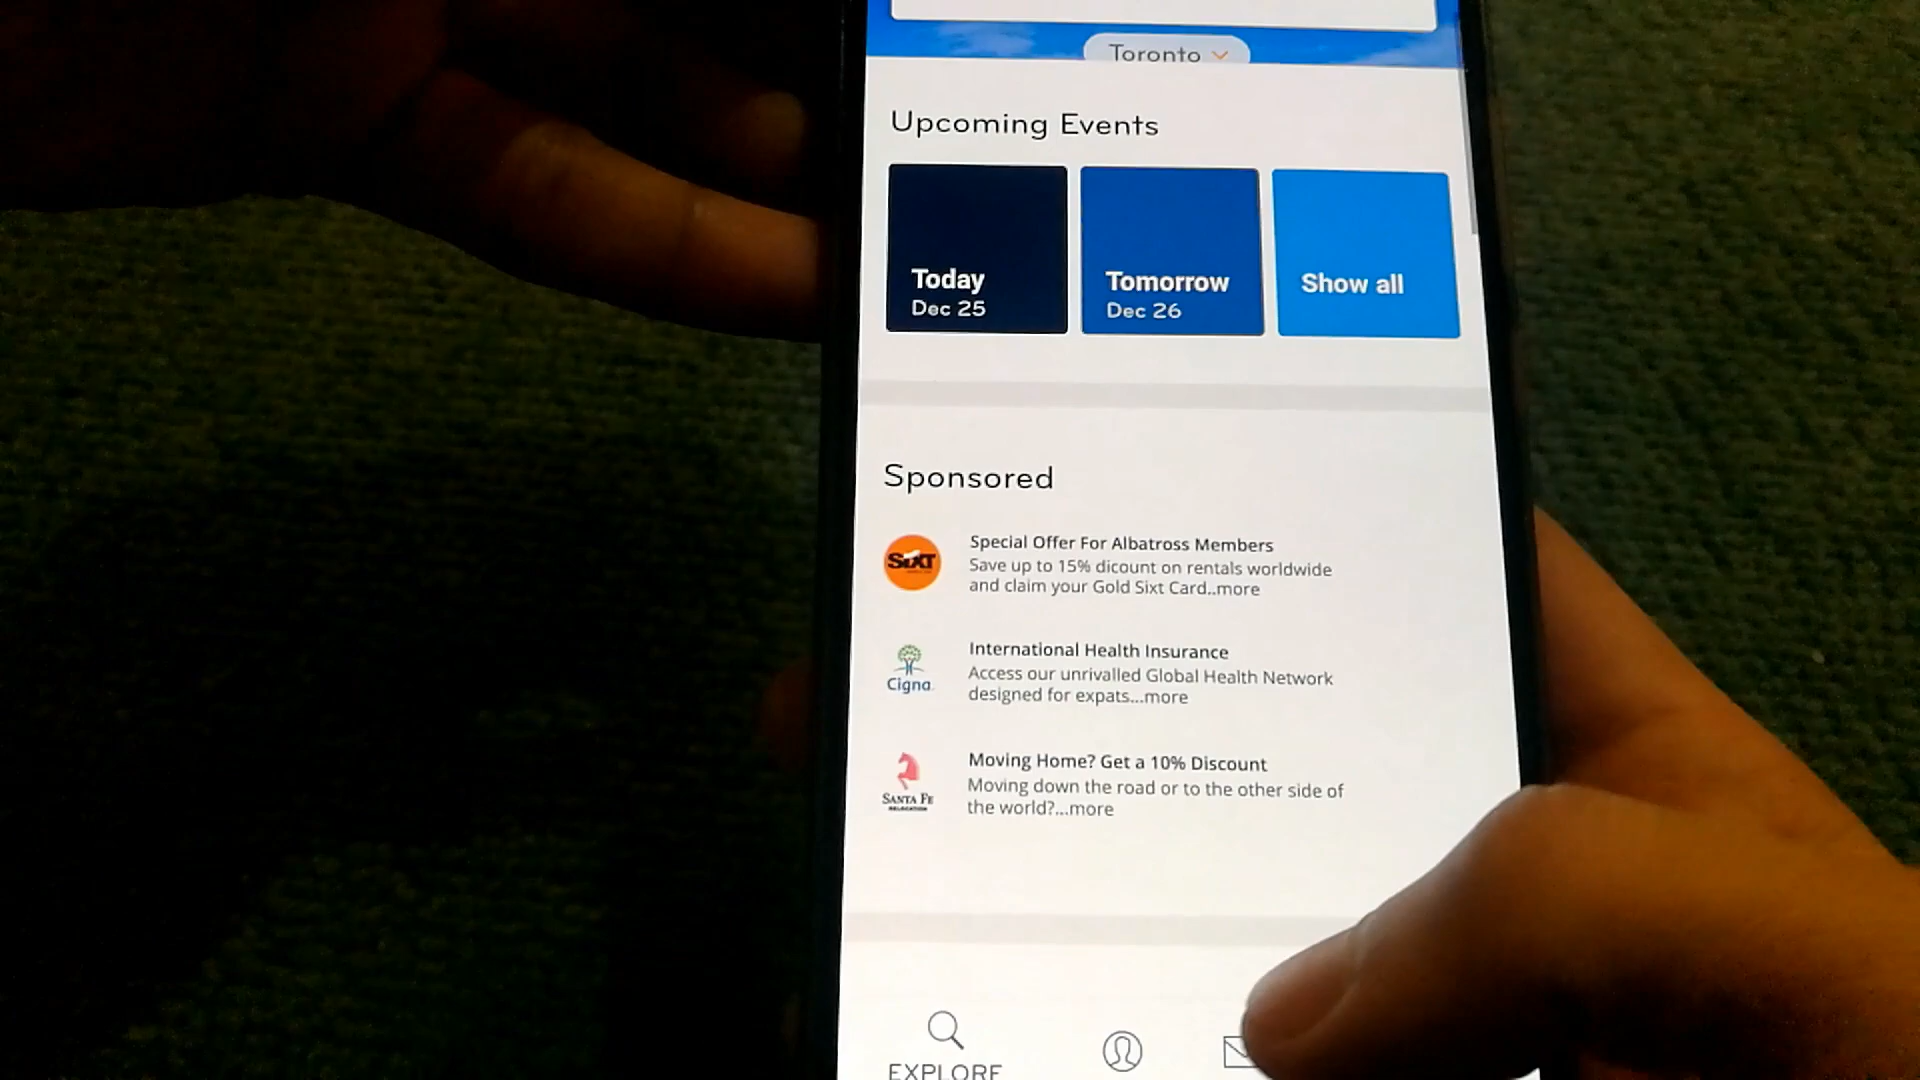 Toronto
Upcoming Events
Today
Dec 25
Tomorrow
Dec 26
Show all
Sponsored
SiXT
Special Offer For Albatross Members
Save up to 15% dicount on rentals worldwide
and claim your Gold Sixt Card..more
Cigna
International Health Insurance
Access our unrivalled Global Health Network
designed for expats...more
SANTA FE
RELOCATION
Moving Home? Get a 10% Discount
Moving down the road or to the other side of
the world?...more
EXPLORE